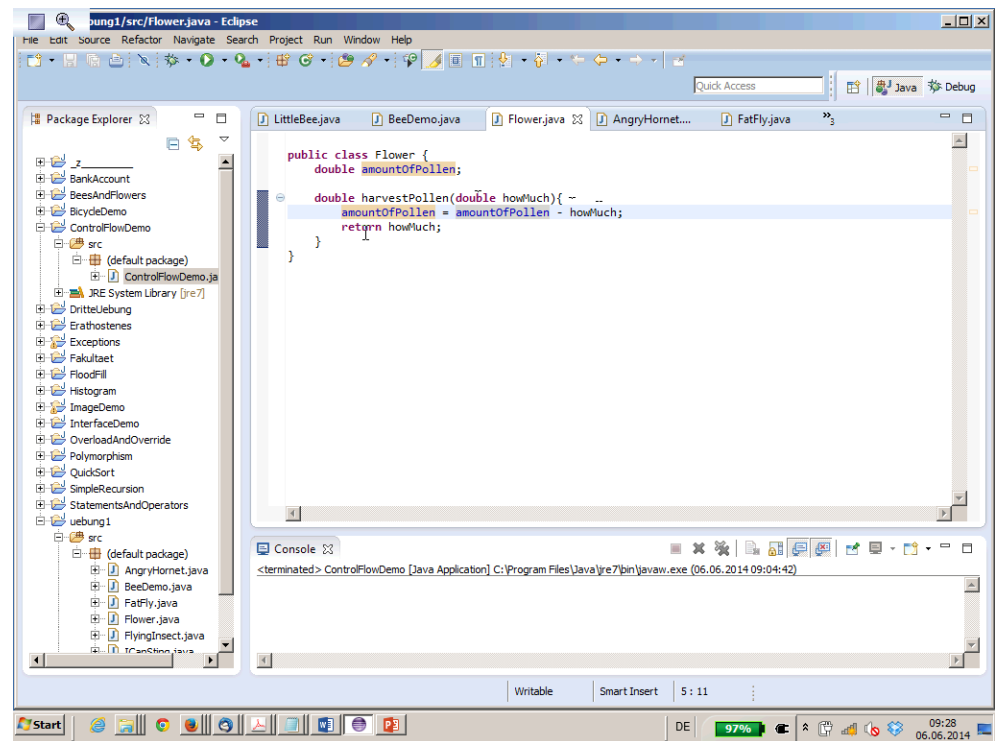 ung1/src/Flower.java - Eclipse
File Edit Source Refactor Navigate Search Project Run Window Help
Quick Access
Java
Debug
Package Explorer
_z________
BankAccount
BeesAndFlowers
BicycleDemo
ControlFlowDemo
src
(default package)
ControlFlowDemo.ja
JRE System Library [jre7]
DritteUebung
Erathostenes
Exceptions
Fakultaet
FloodFill
Histogram
ImageDemo
InterfaceDemo
OverloadAndOverride
Polymorphism
QuickSort
SimpleRecursion
StatementsAndOperators
uebung1
src
(default package)
AngryHornet.java
BeeDemo.java
FatFly.java
Flower.java
FlyingInsect.java
ICanSting.java
LittleBee.java
BeeDemo.java
Flower.java
AngryHornet....
FatFly.java
»3
public class Flower {
double amountOfPollen;
double harvestPollen(double howMuch){
amountOfPollen = amountOfPollen - howMuch;
return howMuch;
}
}
Console
<terminated> ControlFlowDemo [Java Application] C:\Program Files\Java\jre7\bin\javaw.exe (06.06.2014 09:04:42)
Writable
Smart Insert
5 : 11
Start
DE
97%
09:28
06.06.2014